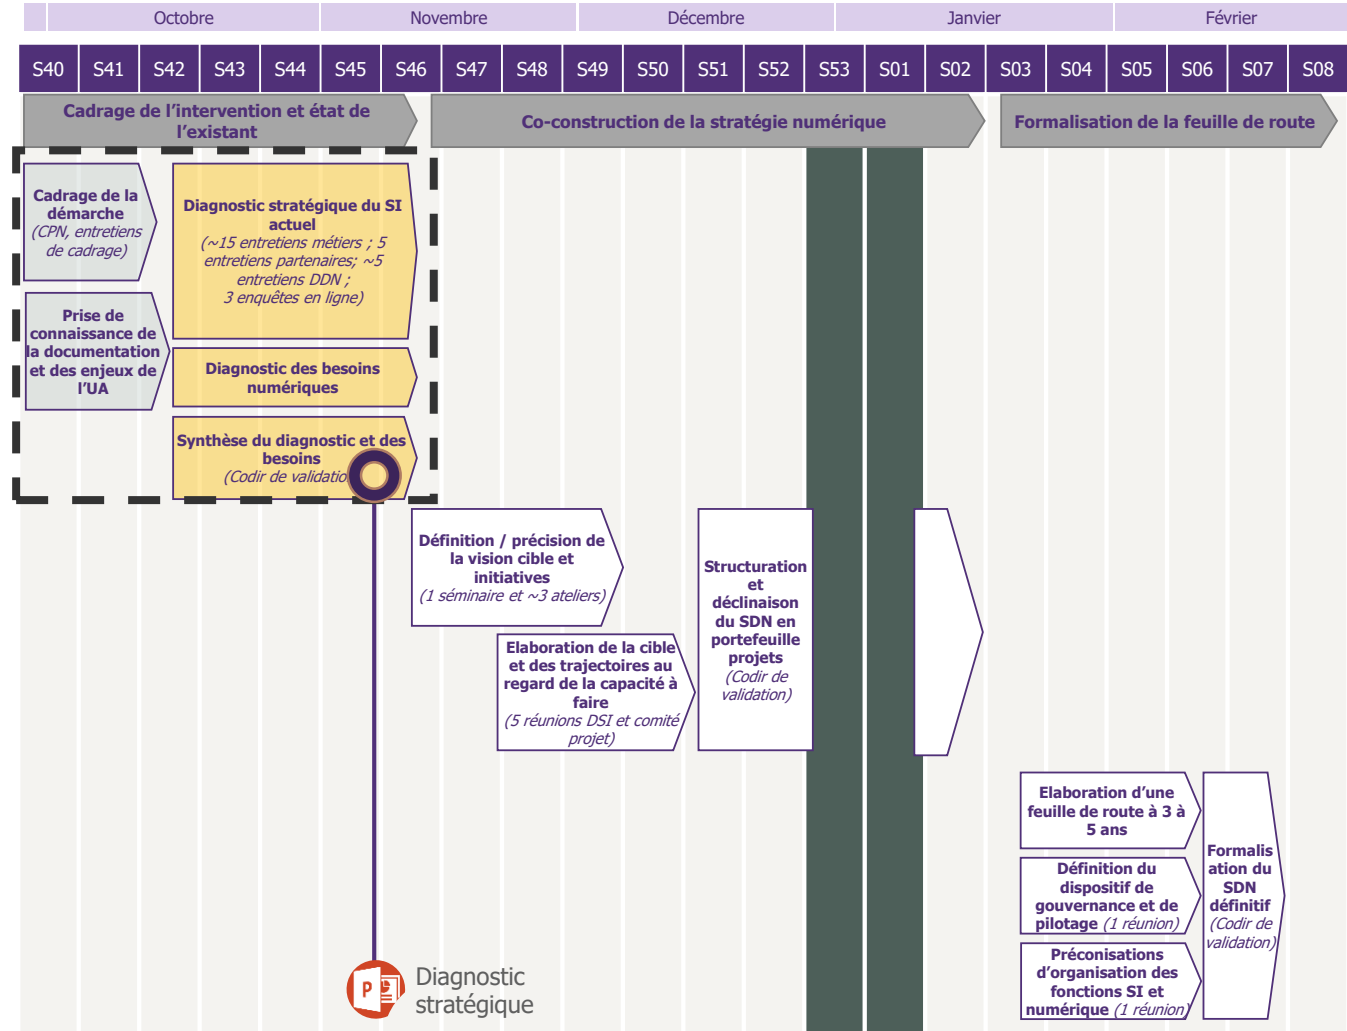 Octobre
Novembre
Décembre
Janvier
Février
S40 S41 S42 S43 S44 S45 S46 S47 S48 S49 S50 S51 S52 S53 S01 S02 S03 S04 S05 S06 S07 S08
Cadrage de l'intervention et état de
l'existant
Co-construction de la stratégie numérique
Formalisation de la feuille de route
Cadrage de la
démarche
(CPN, entretiens
de cadrage)
Prise de
connaissance de
la documentation
et des enjeux de
l'UA
Diagnostic stratégique du SI
actuel
(~15 entretiens métiers ; 5
entretiens partenaires; ~5
entretiens DDN ;
3 enquêtes en ligne)
Diagnostic des besoins
numériques
Synthèse du diagnostic et des
besoins
(Codir de validatio
Définition / précision de
la vision cible et
initiatives
(1 séminaire et ~3 ateliers)
Elaboration de la cible
et des trajectoires au
regard de la capacité à
faire
(5 réunions DSI et comité
projet)
Structuration
et
déclinaison
du SDN en
portefeuille
projets
(Codir de
validation)
Elaboration d'une
feuille de route à 3 à
5 ans
Définition du
dispositif de
gouvernance et de
pilotage (1 réunion)
Préconisations
d'organisation des
fonctions SI et
numérique (1 réunion)
Formalis
ation du
SDN
définitif
(Codir de
validation)
P
Diagnostic
stratégique